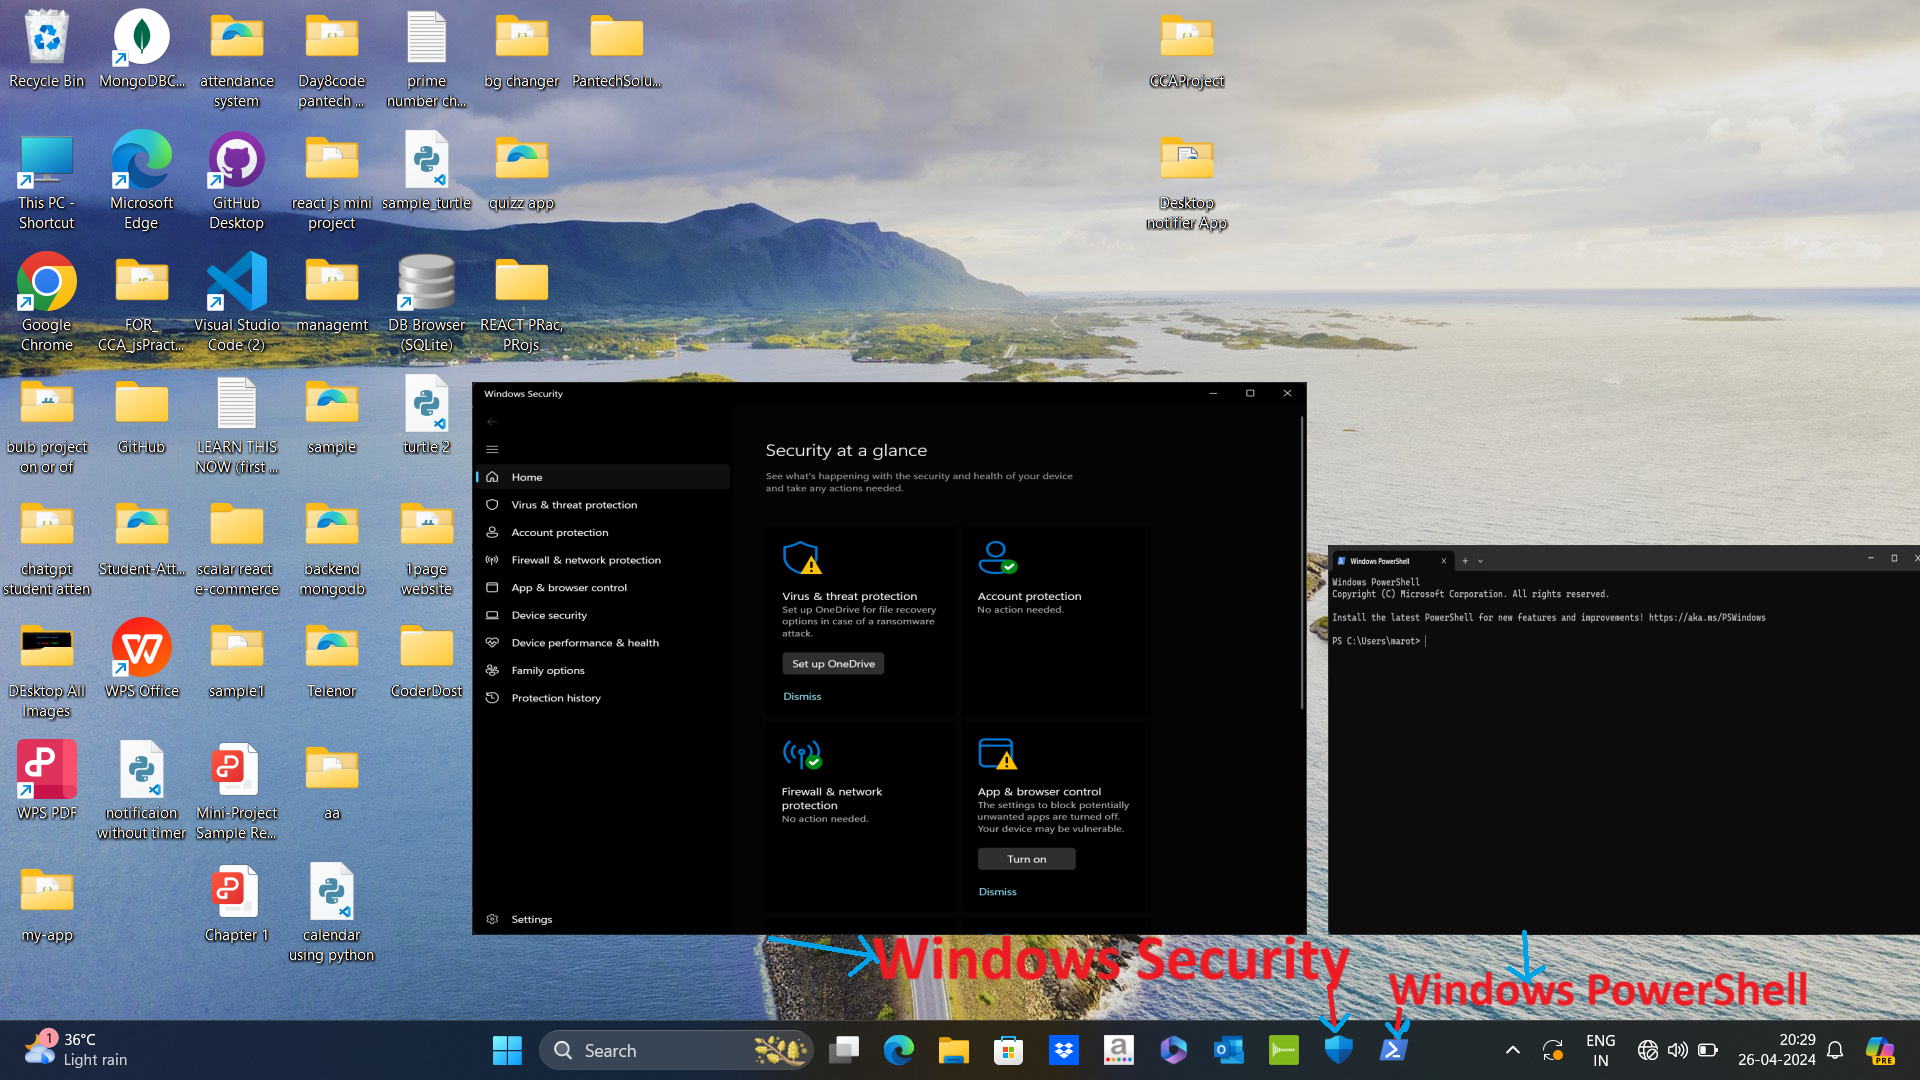 Recycle Bin
MongoDBC...
attendance
system
Day8code
pantech ...
prime
number ch...
bg changer
PantechSolu...
CCAProject
This PC -
Shortcut
Microsoft
Edge
GitHub
Desktop
react js mini
project
sample_turtle
quizz app
Desktop
notifier App
Google
Chrome
FOR_
CCA_jsPract...
Visual Studio
Code (2)
managemt
DB Browser
(SQLite)
REACT PRac,
PRojs
bulb project
on or of
GitHub
LEARN THIS
NOW (first ...
sample
turtle 2
chatgpt
student atten
Student-Att...
scalar react
e-commerce
backend
mongodb
1page
website
DEsktop All
Images
WPS Office
sample1
Telenor
CoderDost
WPS PDF
notificaion
without timer
Mini-Project
Sample Re...
aa
my-app
Chapter 1
calendar
using python
Windows Security
Home
Virus & threat protection
Account protection
Firewall & network protection
App & browser control
Device security
Device performance & health
Family options
Protection history
Settings
Security at a glance
See what's happening with the security and health of your device
and take any actions needed.
Virus & threat protection
Set up OneDrive for file recovery
options in case of a ransomware
attack.
Set up OneDrive
Dismiss
Account protection
No action needed.
Firewall & network
protection
No action needed.
App & browser control
The settings to block potentially
unwanted apps are turned off.
Your device may be vulnerable.
Turn on
Dismiss
Windows PowerShell
Windows PowerShell
Copyright (C) Microsoft Corporation. All rights reserved.
Install the latest PowerShell for new features and improvements! https://aka.ms/PSWindows
PS C:\Users\marot>
Windows Security
Windows PowerShell
1
36°C
Light rain
Search
a
ENG
IN
20:29
26-04-2024
PRE